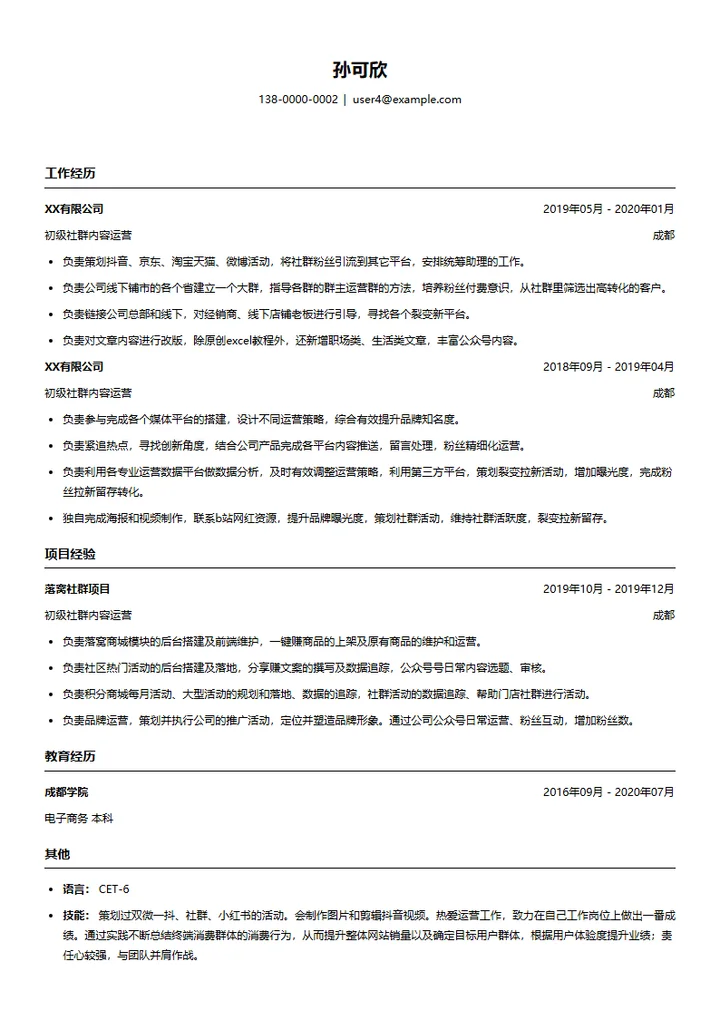 孙可欣
138-0000-0002 | user4@example.com
工作经历
XX有限公司 2019年05月 - 2020年01月
初级社群内容运营 成都
• 负责策划抖音、京东、淘宝天猫、微博活动，将社群粉丝引流到其它平台，安排统筹助理的工作。
• 负责公司线下铺市的各个省建立一个大群，指导各群的群主运营群的方法，培养粉丝付费意识，从社群里筛选出高转化的客户。
• 负责链接公司总部和线下，对经销商、线下店铺老板进行引导，寻找各个裂变新平台。
• 负责对文章内容进行改版，除原创excel教程外，还新增职场类、生活类文章，丰富公众号内容。
XX有限公司 2018年09月 - 2019年04月
初级社群内容运营 成都
• 负责参与完成各个媒体平台的搭建，设计不同运营策略，综合有效提升品牌知名度。
• 负责紧追热点，寻找创新角度，结合公司产品完成各平台内容推送，留言处理，粉丝精细化运营。
• 负责利用各专业运营数据平台做数据分析，及时有效调整运营策略，利用第三方平台，策划裂变拉新活动，增加曝光度，完成粉
丝拉新留存转化。
• 独自完成海报和视频制作，联系b站网红资源，提升品牌曝光度，策划社群活动，维持社群活跃度，裂变拉新留存。
项目经验
落窝社群项目 2019年10月 - 2019年12月
初级社群内容运营 成都
• 负责落窝商城模块的后台搭建及前端维护，一键赚商品的上架及原有商品的维护和运营。
• 负责社区热门活动的后台搭建及落地，分享赚文案的撰写及数据追踪，公众号号日常内容选题、审核。
• 负责积分商城每月活动、大型活动的规划和落地、数据的追踪，社群活动的数据追踪、帮助门店社群进行活动。
• 负责品牌运营，策划并执行公司的推广活动，定位并塑造品牌形象。通过公司公众号日常运营、粉丝互动，增加粉丝数。
教育经历
成都学院 2016年09月 - 2020年07月
电子商务 本科
其他
• 语言： CET-6
• 技能： 策划过双微一抖、社群、小红书的活动。会制作图片和剪辑抖音视频。热爱运营工作，致力在自己工作岗位上做出一番成
绩。通过实践不断总结终端消费群体的消费行为，从而提升整体网站销量以及确定目标用户群体，根据用户体验度提升业绩；责
任心较强，与团队并肩作战。